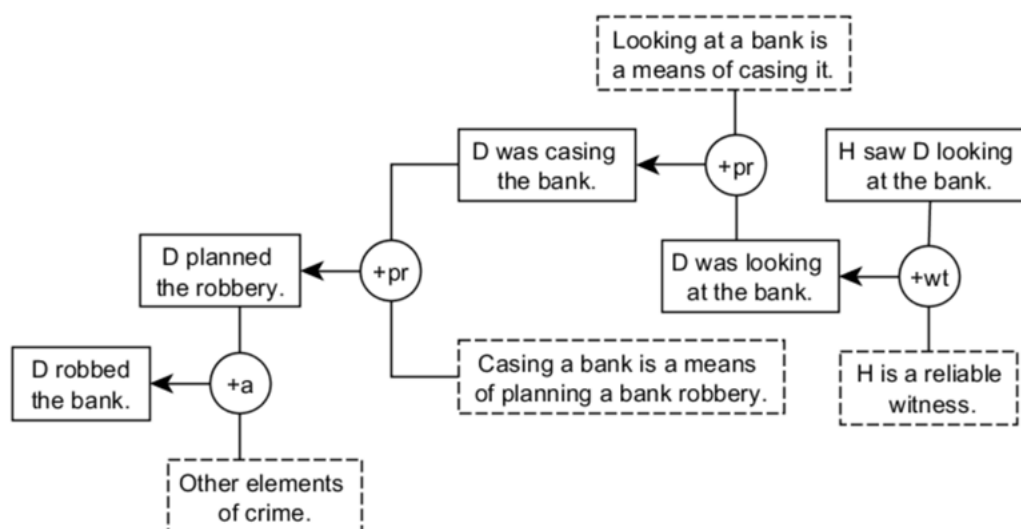 Looking at a bank is
a means of casing it.
D was casing
the bank.
+pr
H saw D looking
at the bank.
D planned
the robbery.
+pr
D was looking
at the bank.
+wt
D robbed
the bank.
+a
Casing a bank is a means
of planning a bank robbery.
H is a reliable
witness.
Other elements
of crime.